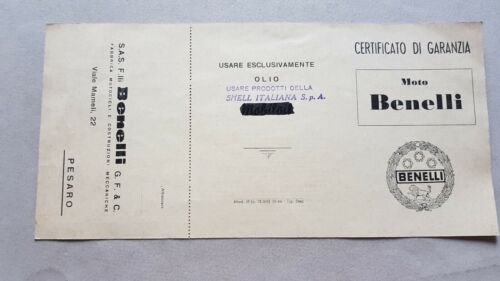 S.A.S. F.lli Benelli G. F. & C.
FABBRICA MOTOCICLI E COSTRUZIONI MECCANICHE
Viale Mameli, 22
PESARO
USARE ESCLUSIVAMENTE
OLIO
USARE PRODOTTI DELLA
SHELL ITALIANA S.p.A.
CERTIFICATO DI GARANZIA
Moto
Benelli
BENELLI